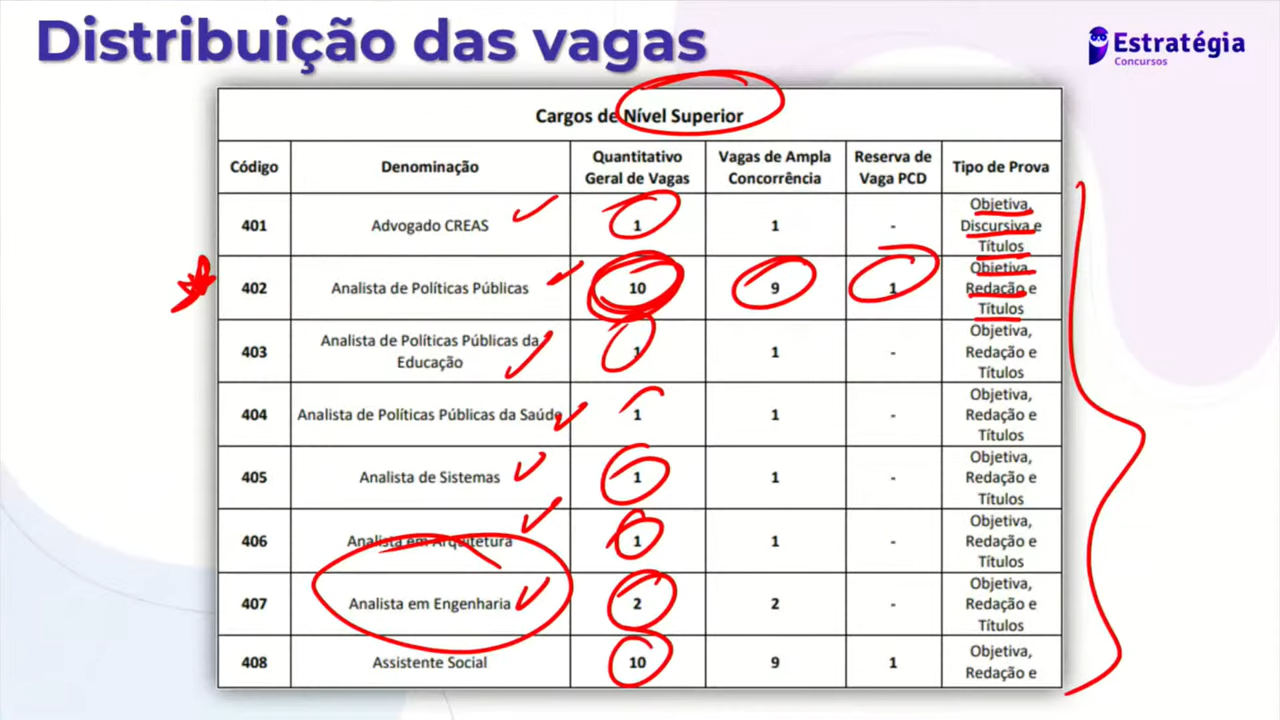 Distribuição das vagas
Estratégia
Concursos
Cargos de Nível Superior
Código
Denominação
Quantitativo
Geral de Vagas
Vagas de Ampla
Concorrência
Reserva de
Vaga PCD
Tipo de Prova
401
Advogado CREAS
1
1
-
Objetiva,
Discursiva e
Títulos
402
Analista de Políticas Públicas
10
9
1
Objetiva,
Redação e
Títulos
403
Analista de Políticas Públicas da
Educação
1
1
-
Objetiva,
Redação e
Títulos
404
Analista de Políticas Públicas da Saúde
1
1
-
Objetiva,
Redação e
Títulos
405
Analista de Sistemas
1
1
-
Objetiva,
Redação e
Títulos
406
Analista em Arquitetura
1
1
-
Objetiva,
Redação e
Títulos
407
Analista em Engenharia
2
2
-
Objetiva,
Redação e
Títulos
408
Assistente Social
10
9
1
Objetiva,
Redação e